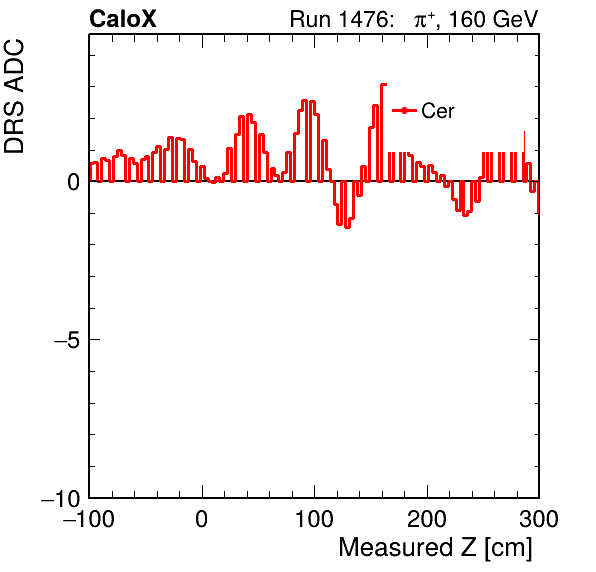 CaloX Run 1476: π⁺, 160 GeV
DRS ADC
Cer
0
−5
−10
−100 0 100 200 300
Measured Z [cm]